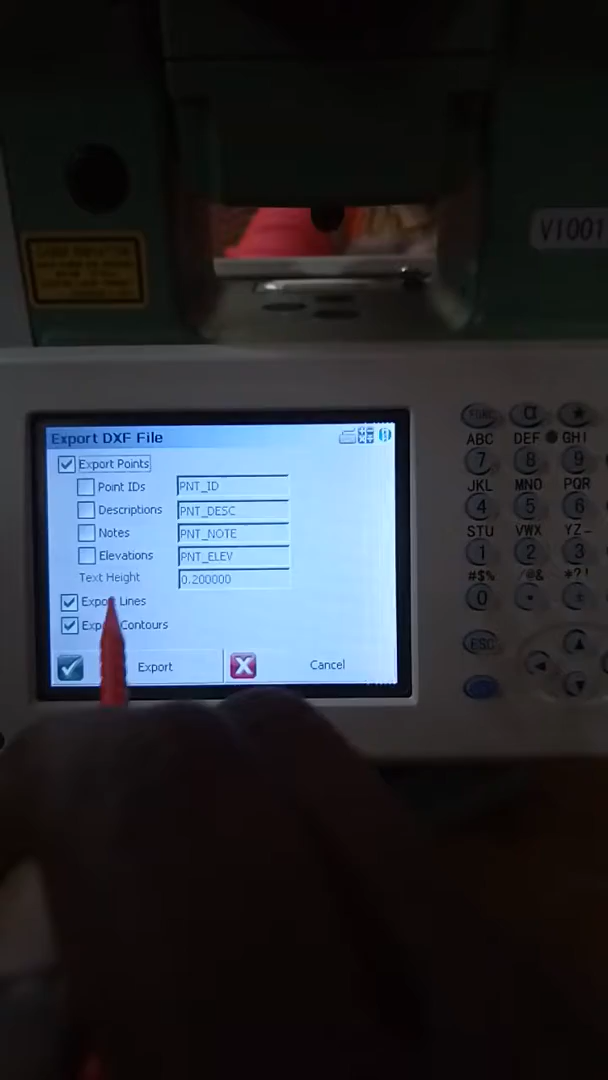 V1001
Export DXF File
Export Points
Point IDs PNT_ID
Descriptions PNT_DESC
Notes PNT_NOTE
Elevations PNT_ELEV
Text Height 0.200000
Export Lines
Contours
Export Cancel
FUNC α ★
ABC DEF GHI
7 8 9
JKL MNO PQR
4 5 6
STU VWX YZ_
1 2 3
#$% /@& *?!
0 • ±
ESC